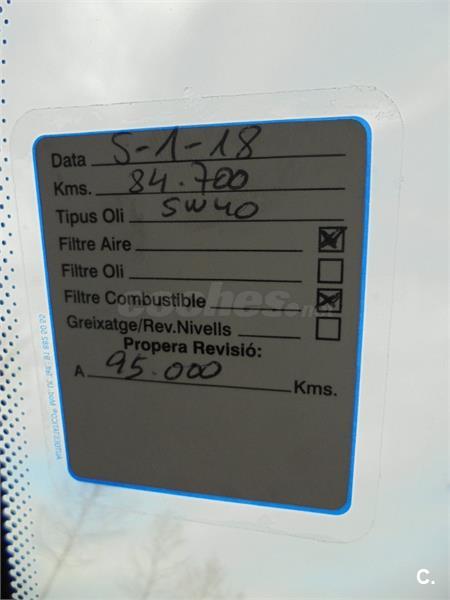 Data 5-1-18
Kms. 84.700
Tipus Oli 5W40
Filtre Aire
Filtre Oli
Filtre Combustible
Greixatge/Rev.Nivells
Propera Revisió:
A 95.000 Kms.
coches.net
C.